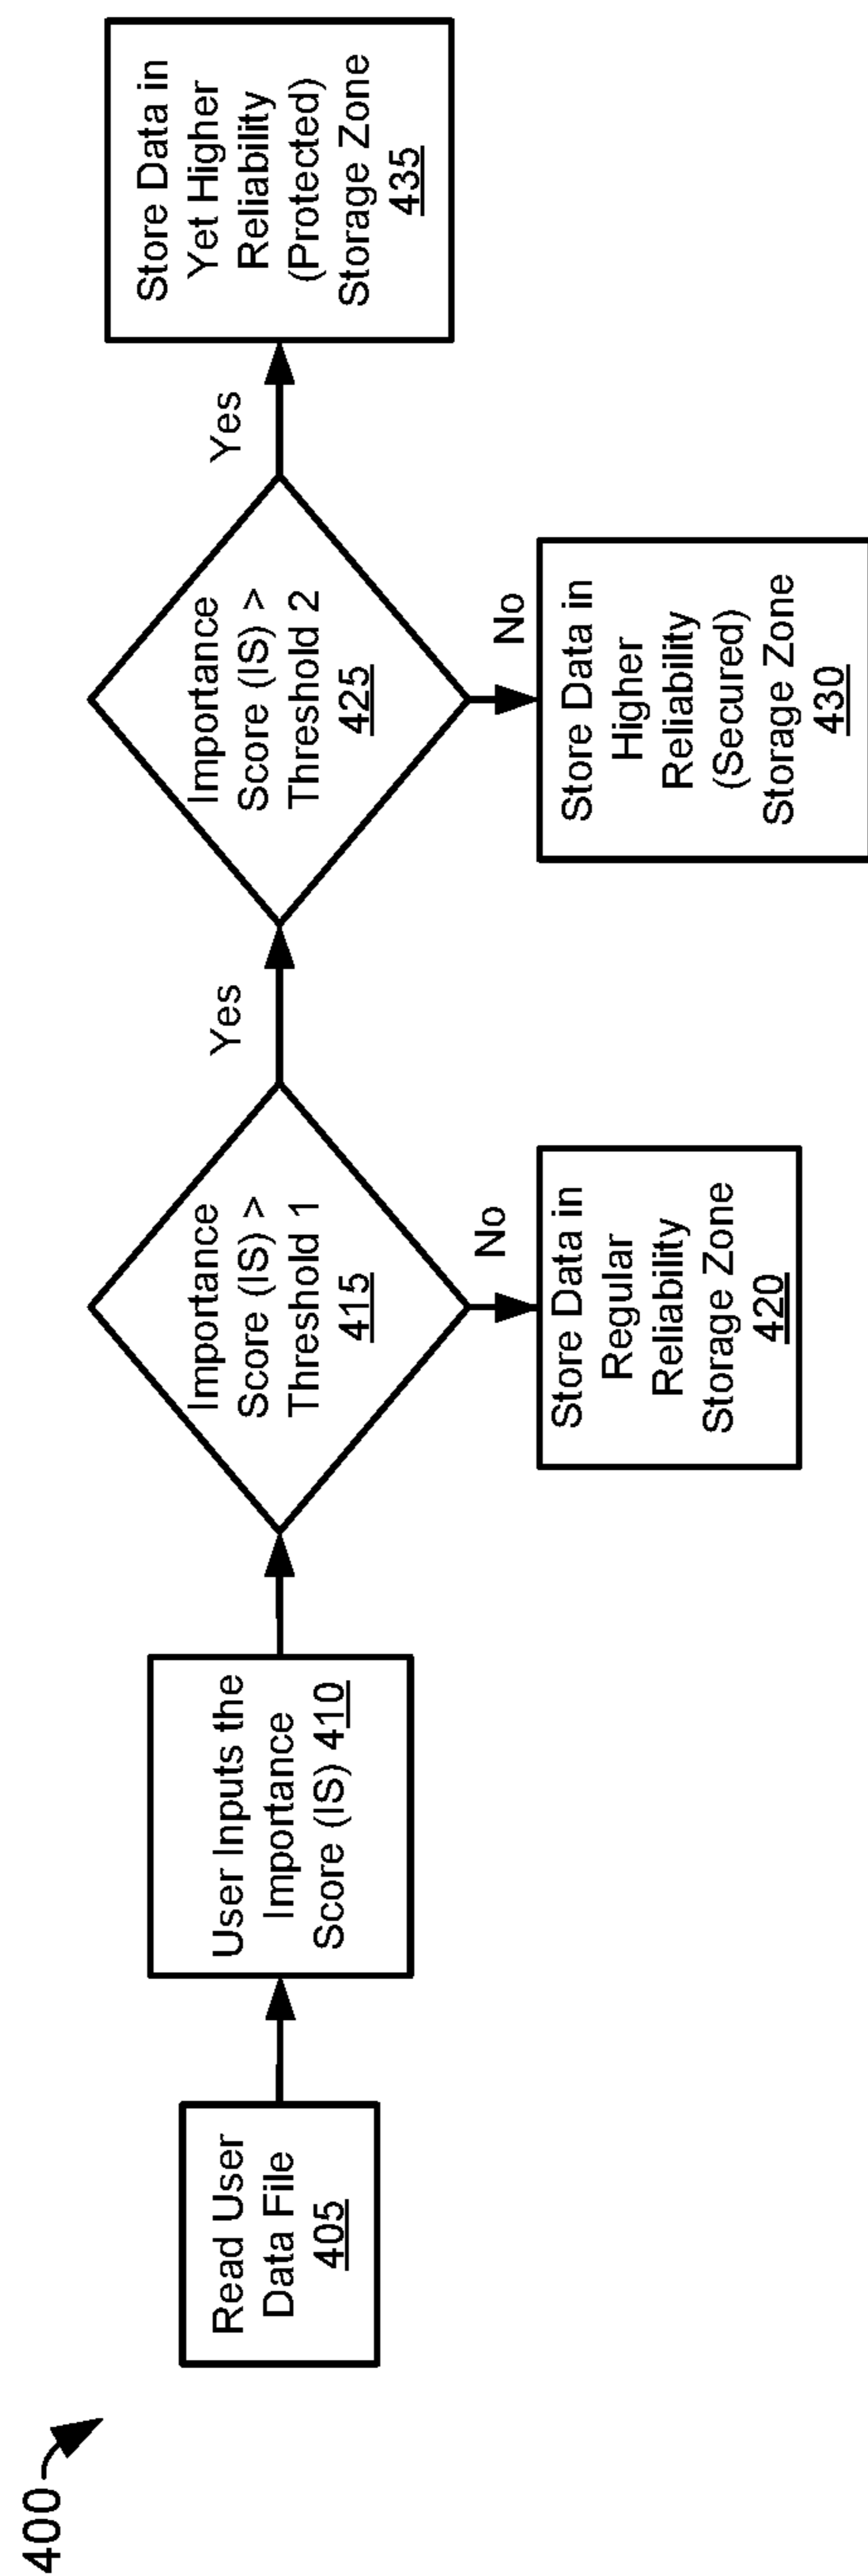 400
Read User
Data File
405
User Inputs the
Importance
Score (IS) 410
Importance
Score (IS) >
Threshold 1
415
Yes
No
Store Data in
Regular
Reliability
Storage Zone
420
Importance
Score (IS) >
Threshold 2
425
Yes
No
Store Data in
Higher
Reliability
(Secured)
Storage Zone
430
Store Data in
Yet Higher
Reliability
(Protected)
Storage Zone
435